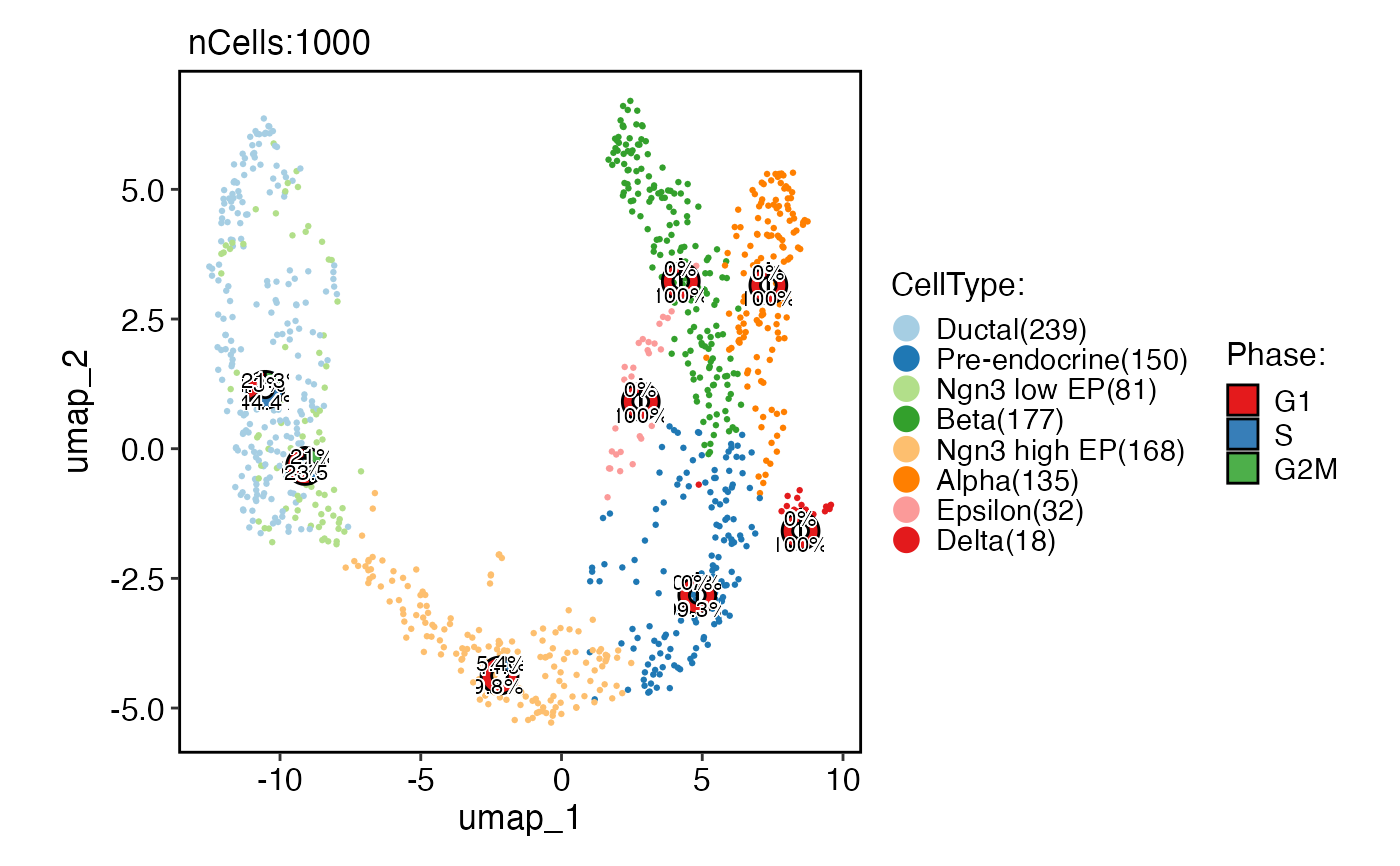 nCells:1000
umap_2
5.0
2.5
0.0
-2.5
-5.0
0%
100%
0%
100%
0%
100%
21%
0%
100%
-10
-5
0
5
10
umap_1
CellType:
Ductal(239)
Pre-endocrine(150)
Ngn3 low EP(81)
Beta(177)
Ngn3 high EP(168)
Alpha(135)
Epsilon(32)
Delta(18)
Phase:
G1
S
G2M